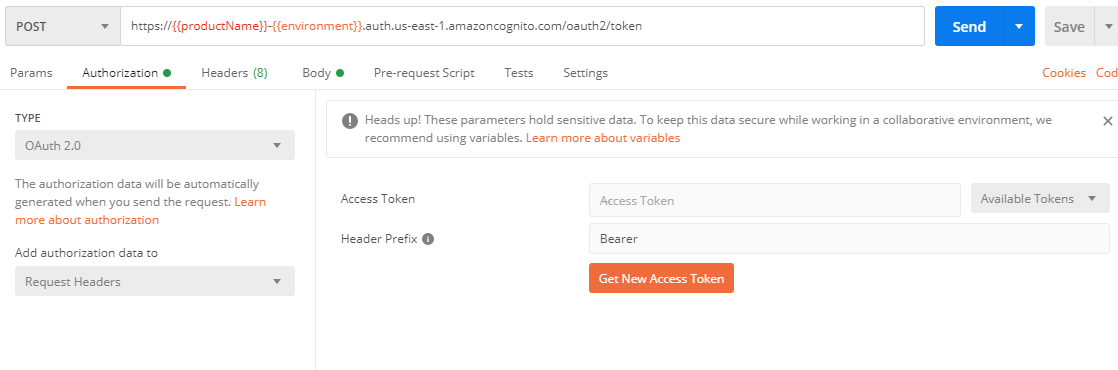 POST
https://{{productName}}-{{environment}}.auth.us-east-1.amazoncognito.com/oauth2/token
Send
Save
Params
Authorization
Headers (8)
Body
Pre-request Script
Tests
Settings
Cookies
Cod
TYPE
OAuth 2.0
The authorization data will be automatically
generated when you send the request. Learn
more about authorization
Add authorization data to
Request Headers
Heads up! These parameters hold sensitive data. To keep this data secure while working in a collaborative environment, we
recommend using variables. Learn more about variables
Access Token
Access Token
Available Tokens
Header Prefix
Bearer
Get New Access Token